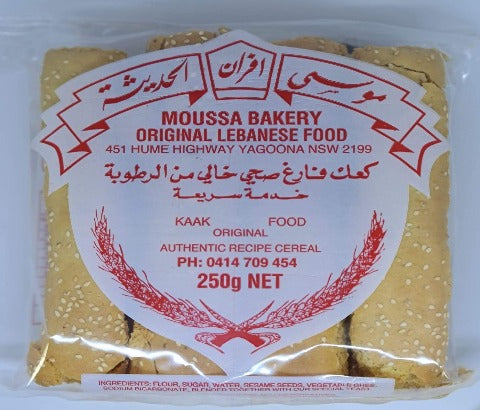 موسى افران الحديثة
MOUSSA BAKERY
ORIGINAL LEBANESE FOOD
451 HUME HIGHWAY YAGOONA NSW 2199
كعك فارغ صحي خالي من الرطوبة
خدمة سريعة
KAAK FOOD
ORIGINAL
AUTHENTIC RECIPE CEREAL
PH: 0414 709 454
250g NET
INGREDIENTS: FLOUR, SUGAR, WATER, SESAME SEEDS, VEGETABLE GHEE,
SODIUM BICARBONATE, BLENDED TOGETHER WITH OUR SPECIAL YEAST